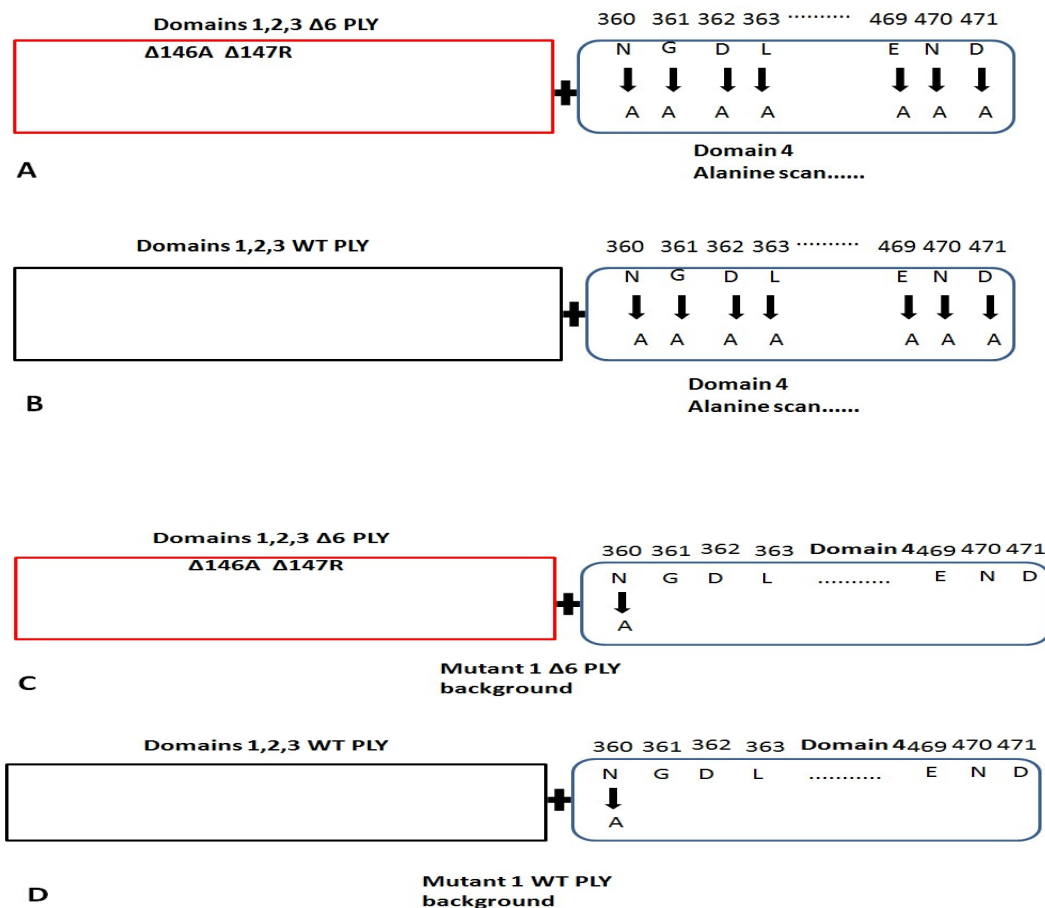 Domains 1,2,3 Δ6 PLY
Δ146A Δ147R
360 361 362 363 .......... 469 470 471
N G D L E N D
A A A A A A A
Domain 4
Alanine scan......
A
Domains 1,2,3 WT PLY
360 361 362 363 .......... 469 470 471
N G D L E N D
A A A A A A A
Domain 4
Alanine scan......
B
Domains 1,2,3 Δ6 PLY
Δ146A Δ147R
360 361 362 363 Domain 4 469 470 471
N G D L ........... E N D
A
Mutant 1 Δ6 PLY
background
C
Domains 1,2,3 WT PLY
360 361 362 363 Domain 4 469 470 471
N G D L ........... E N D
A
Mutant 1 WT PLY
background
D